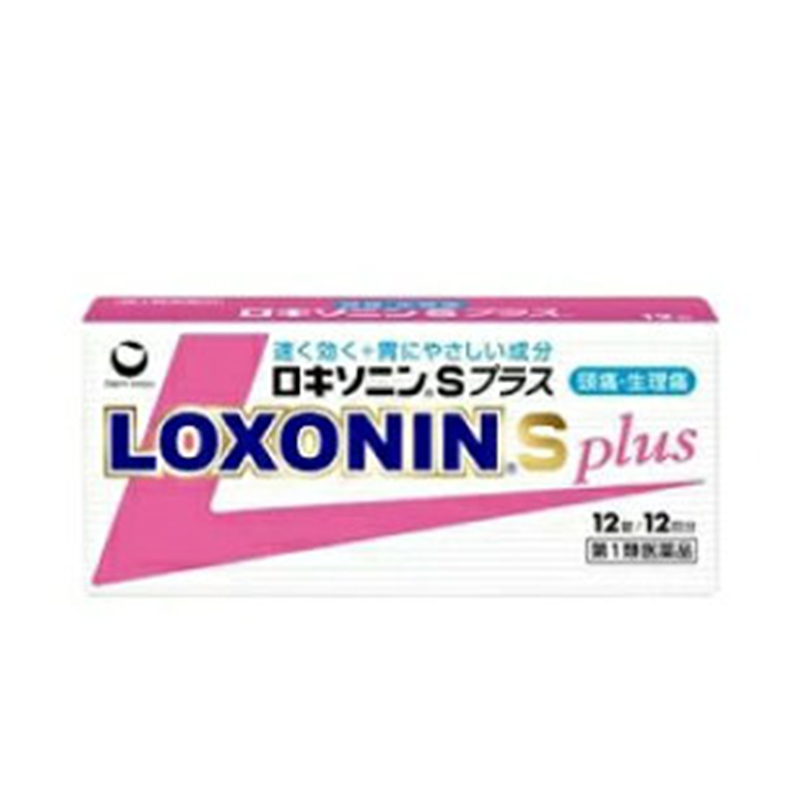 ロキソニンSプラス
速く効く+胃にやさしい成分
ロキソニン®Sプラス
頭痛・生理痛
LOXONIN®S plus
12錠/12回分
第1類医薬品